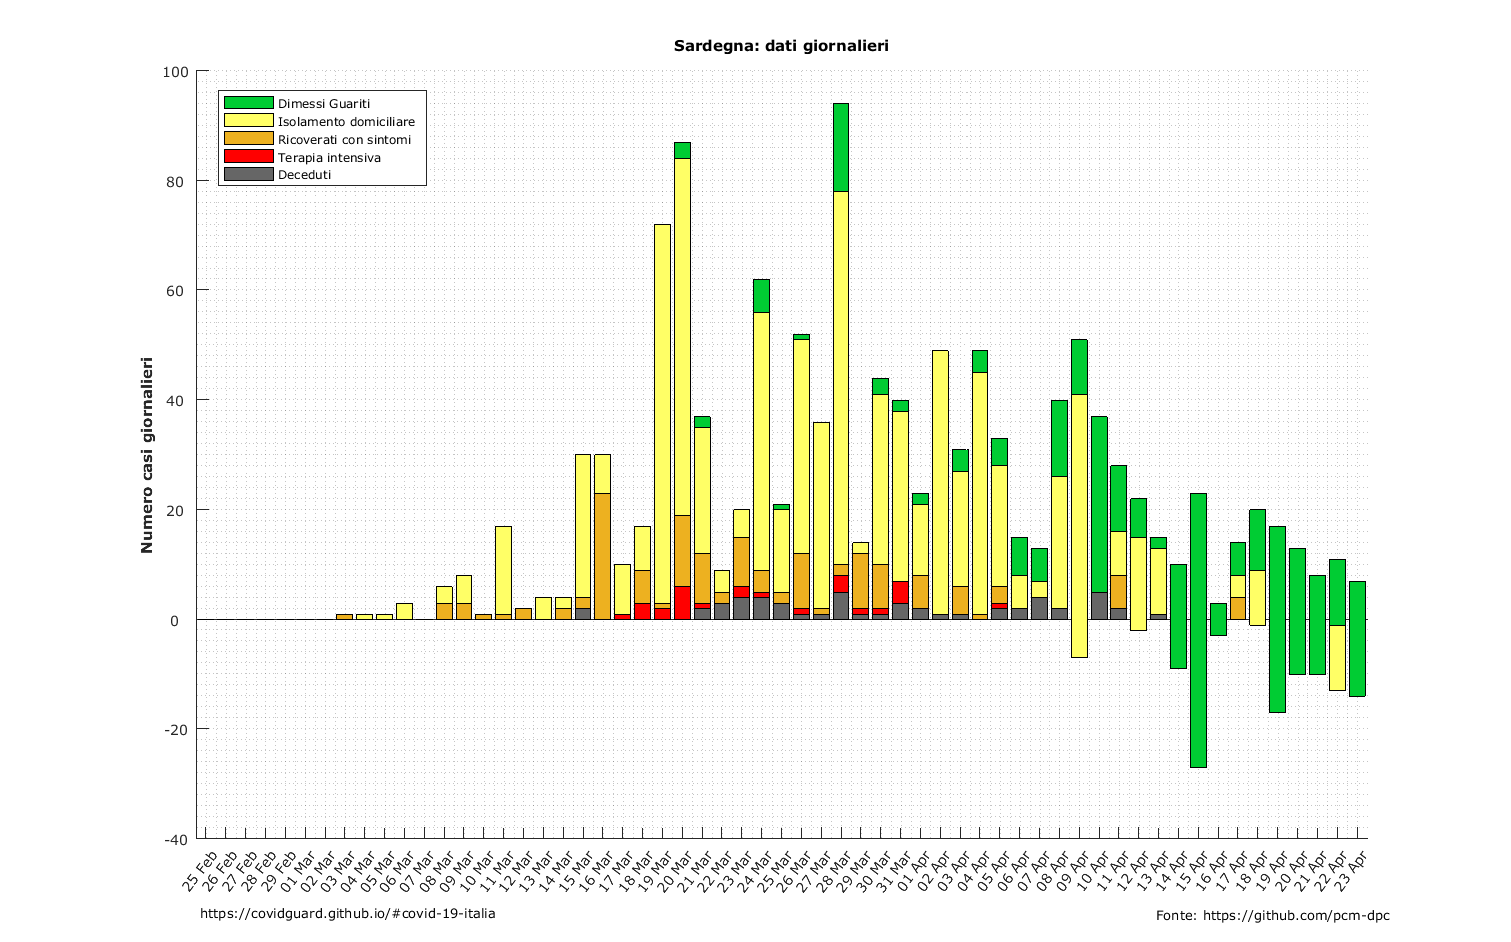 Sardegna: dati giornalieri
100
80
60
40
20
0
-20
-40
Numero casi giornalieri
Dimessi Guariti
Isolamento domiciliare
Ricoverati con sintomi
Terapia intensiva
Deceduti
25 Feb
26 Feb
27 Feb
28 Feb
29 Feb
01 Mar
02 Mar
03 Mar
04 Mar
05 Mar
06 Mar
07 Mar
08 Mar
09 Mar
10 Mar
11 Mar
12 Mar
13 Mar
14 Mar
15 Mar
16 Mar
17 Mar
18 Mar
19 Mar
20 Mar
21 Mar
22 Mar
23 Mar
24 Mar
25 Mar
26 Mar
27 Mar
28 Mar
29 Mar
30 Mar
31 Mar
01 Apr
02 Apr
03 Apr
04 Apr
05 Apr
06 Apr
07 Apr
08 Apr
09 Apr
10 Apr
11 Apr
12 Apr
13 Apr
14 Apr
15 Apr
16 Apr
17 Apr
18 Apr
19 Apr
20 Apr
21 Apr
22 Apr
23 Apr
https://covidguard.github.io/#covid-19-italia
Fonte: https://github.com/pcm-dpc